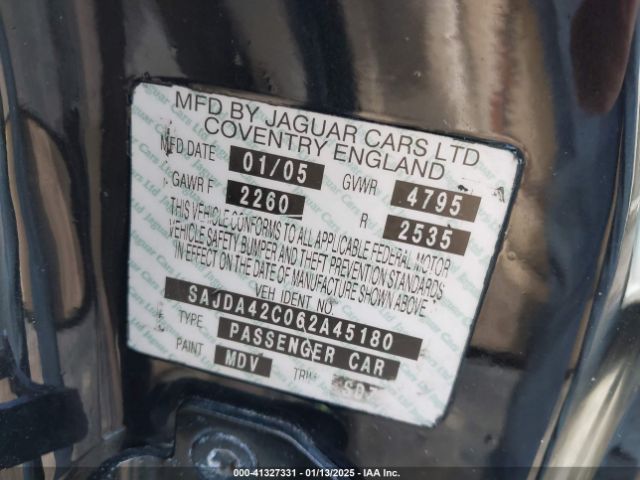 MFD BY JAGUAR CARS LTD
COVENTRY ENGLAND
MFD DATE 01/05 GVWR 4795
GAWR F 2260 R 2535
THIS VEHICLE CONFORMS TO ALL APPLICABLE FEDERAL MOTOR
VEHICLE SAFETY BUMPER AND THEFT PREVENTION STANDARDS
IN EFFECT ON THE DATE OF MANUFACTURE SHOWN ABOVE
VEH IDENT NO.
SAJDA42C062A45180
TYPE PASSENGER CAR
PAINT MDV TRIM
IAAI-41327331 - 01/13/2025 - IAA Inc.